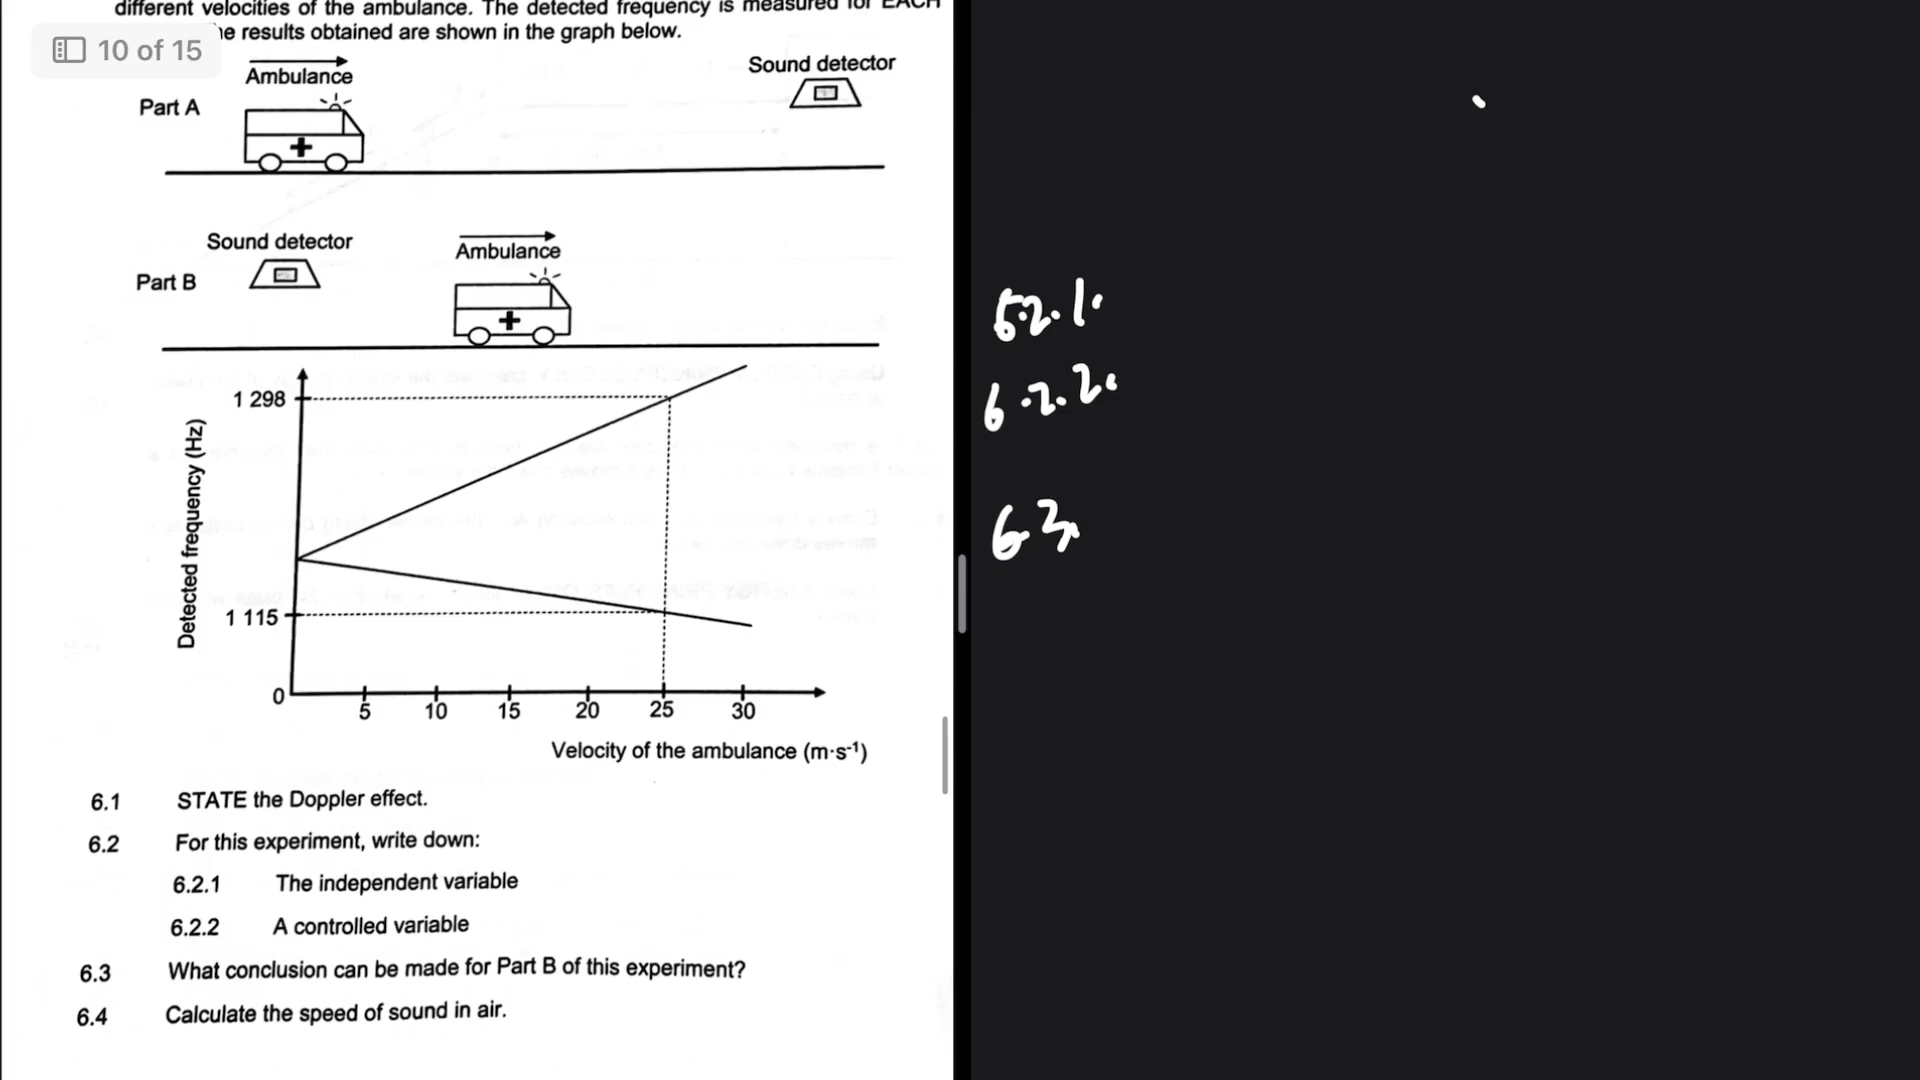 different velocities of the ambulance. The detected frequency is measured for EACH
10 of 15
he results obtained are shown in the graph below.
Ambulance
Sound detector
Part A
Sound detector
Ambulance
Part B
1 298
Detected frequency (Hz)
1 115
0
5 10 15 20 25 30
Velocity of the ambulance (m·s⁻¹)
6.1 STATE the Doppler effect.
6.2 For this experiment, write down:
6.2.1 The independent variable
6.2.2 A controlled variable
6.3 What conclusion can be made for Part B of this experiment?
6.4 Calculate the speed of sound in air.
6.2.1.
6.2.2.
6.3.